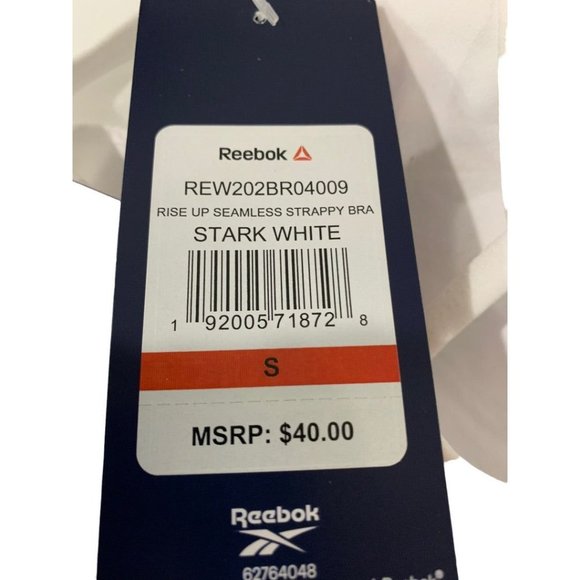 Reebok
REW202BR04009
RISE UP SEAMLESS STRAPPY BRA
STARK WHITE
1 92005 71872 8
S
MSRP: $40.00
Reebok
62764048